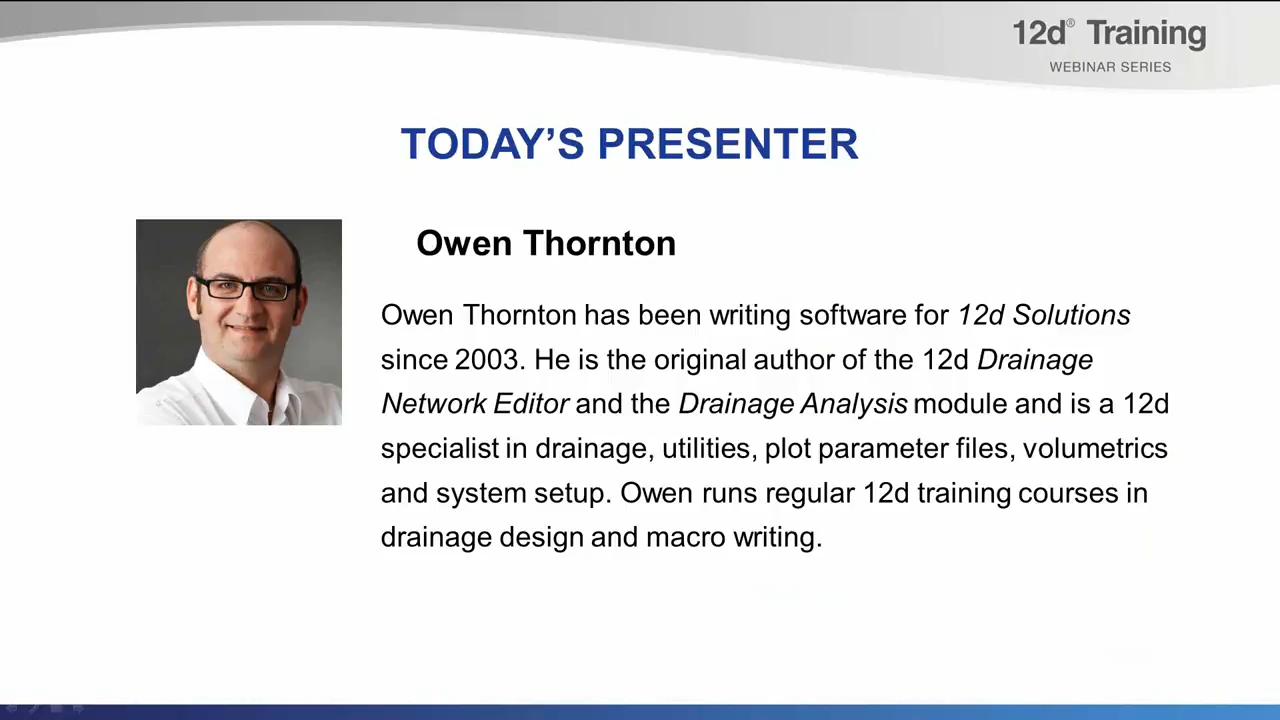 12d® Training
WEBINAR SERIES
TODAY’S PRESENTER
Owen Thornton
Owen Thornton has been writing software for 12d Solutions
since 2003. He is the original author of the 12d Drainage
Network Editor and the Drainage Analysis module and is a 12d
specialist in drainage, utilities, plot parameter files, volumetrics
and system setup. Owen runs regular 12d training courses in
drainage design and macro writing.